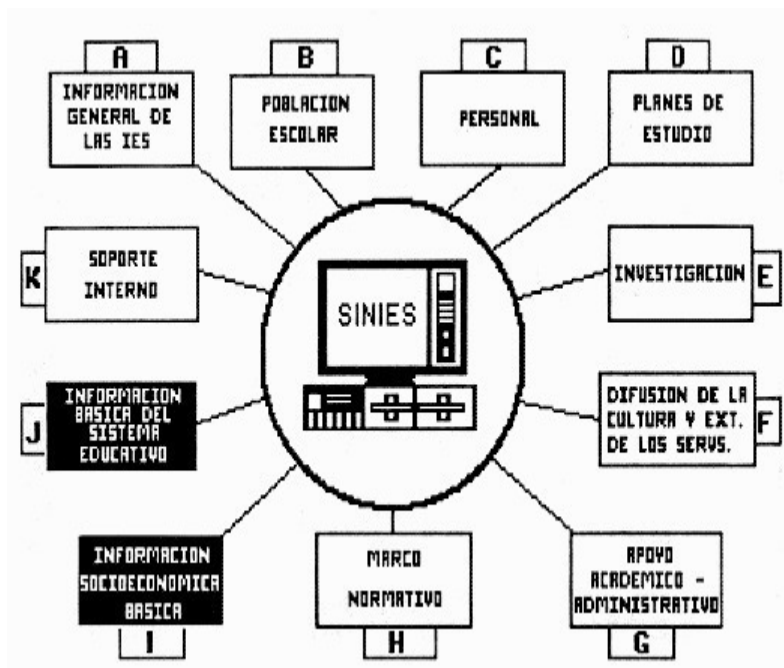 A
INFORMACION
GENERAL DE
LAS IES
B
POBLACION
ESCOLAR
C
PERSONAL
D
PLANES DE
ESTUDIO
K
SOPORTE
INTERNO
SINIES
INVESTIGACION
E
J
INFORMACION
BASICA DEL
SISTEMA
EDUCATIVO
DIFUSION DE LA
CULTURA Y EXT.
DE LOS SERVS.
F
INFORMACION
SOCIOECONOMICA
BASICA
I
MARCO
NORMATIVO
H
APOYO
ACADEMICO -
ADMINISTRATIVO
G